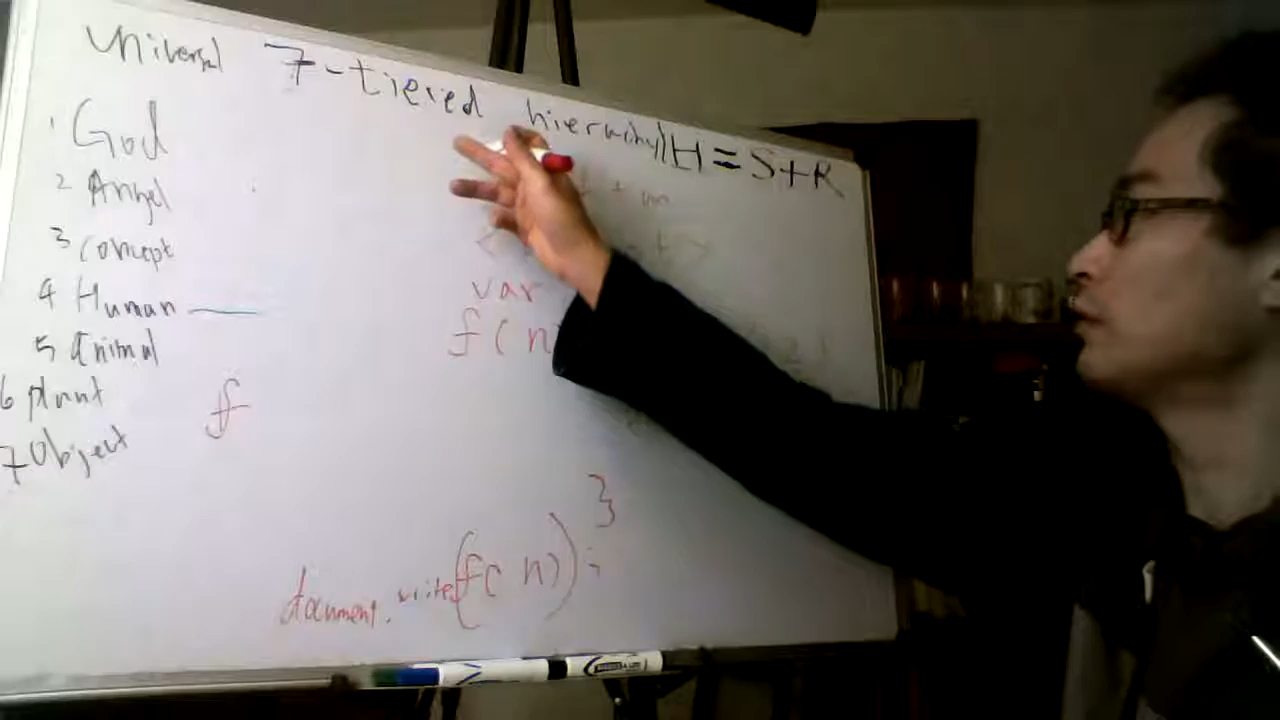 Universal 7-tiered hierarchy H = S+R
1 God
2 Angel
3 concept
4 Human
5 Animal
6 plant
7 Object
+ m
< t >
var
f ( n
f
}
document.write(f( n) ) ;